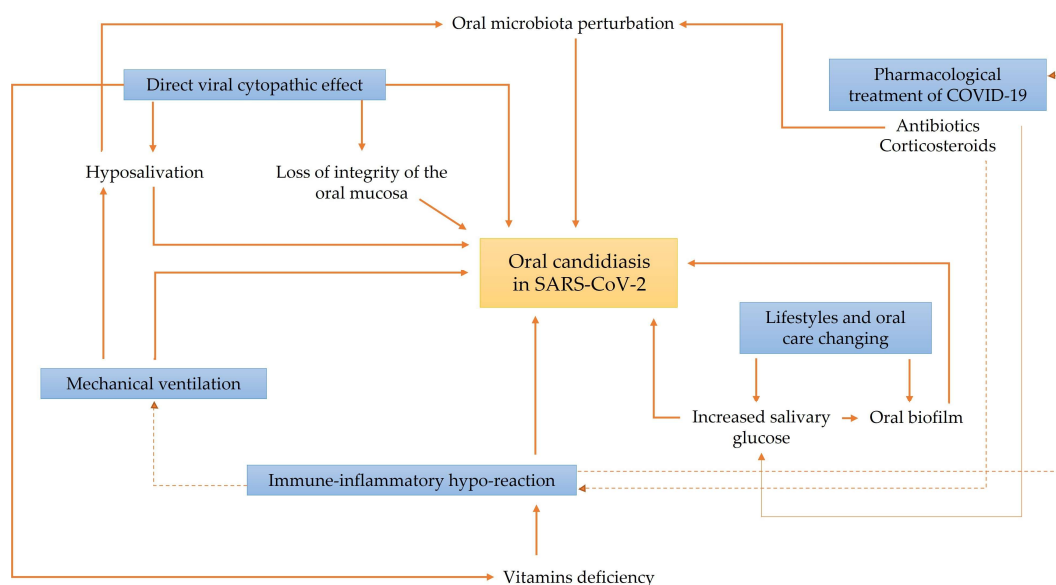 Oral microbiota perturbation
Direct viral cytopathic effect
Pharmacological
treatment of COVID-19
Antibiotics
Corticosteroids
Hyposalivation
Loss of integrity of the
oral mucosa
Oral candidiasis
in SARS-CoV-2
Lifestyles and oral
care changing
Mechanical ventilation
Increased salivary
glucose
Oral biofilm
Immune-inflammatory hypo-reaction
Vitamins deficiency